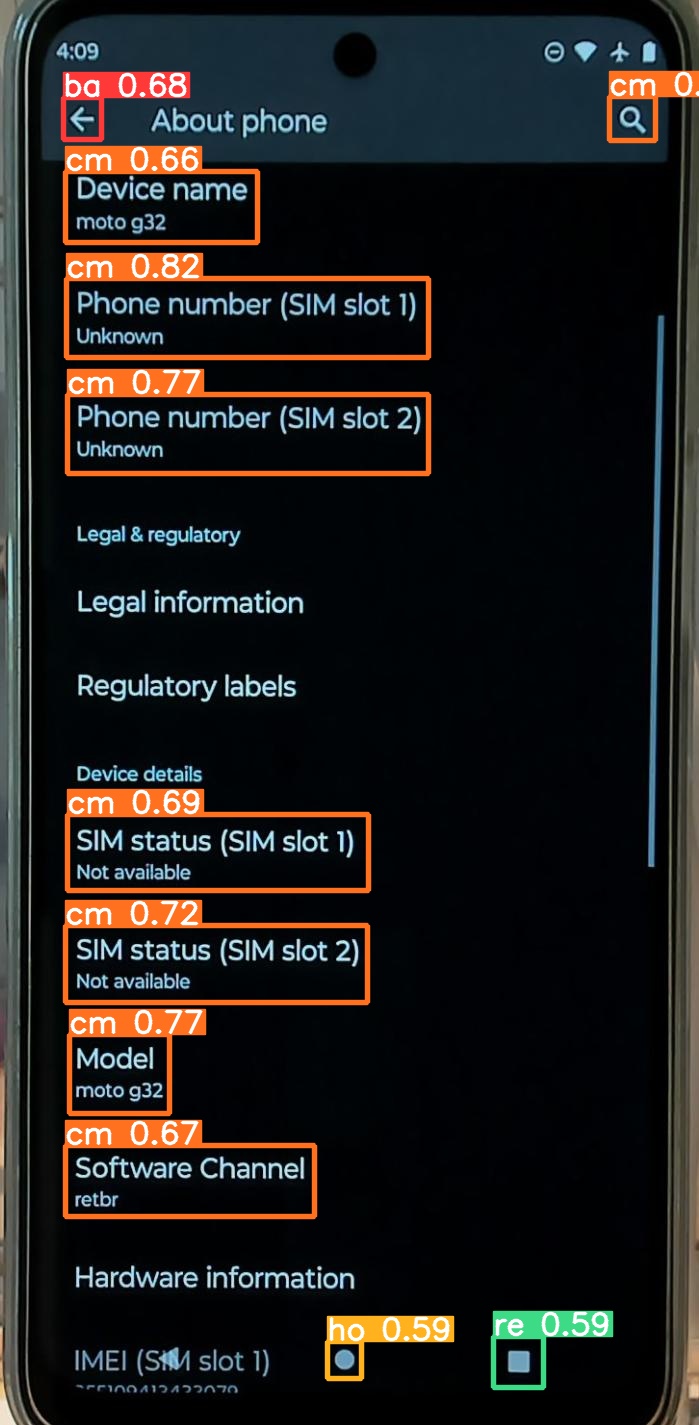 4:09
ba 0.68
cm 0.
About phone
cm 0.66
Device name
moto g32
cm 0.82
Phone number (SIM slot 1)
Unknown
cm 0.77
Phone number (SIM slot 2)
Unknown
Legal & regulatory
Legal information
Regulatory labels
Device details
cm 0.69
SIM status (SIM slot 1)
Not available
cm 0.72
SIM status (SIM slot 2)
Not available
cm 0.77
Model
moto g32
cm 0.67
Software Channel
retbr
Hardware information
ho 0.59
re 0.59
IMEI (SIM slot 1)